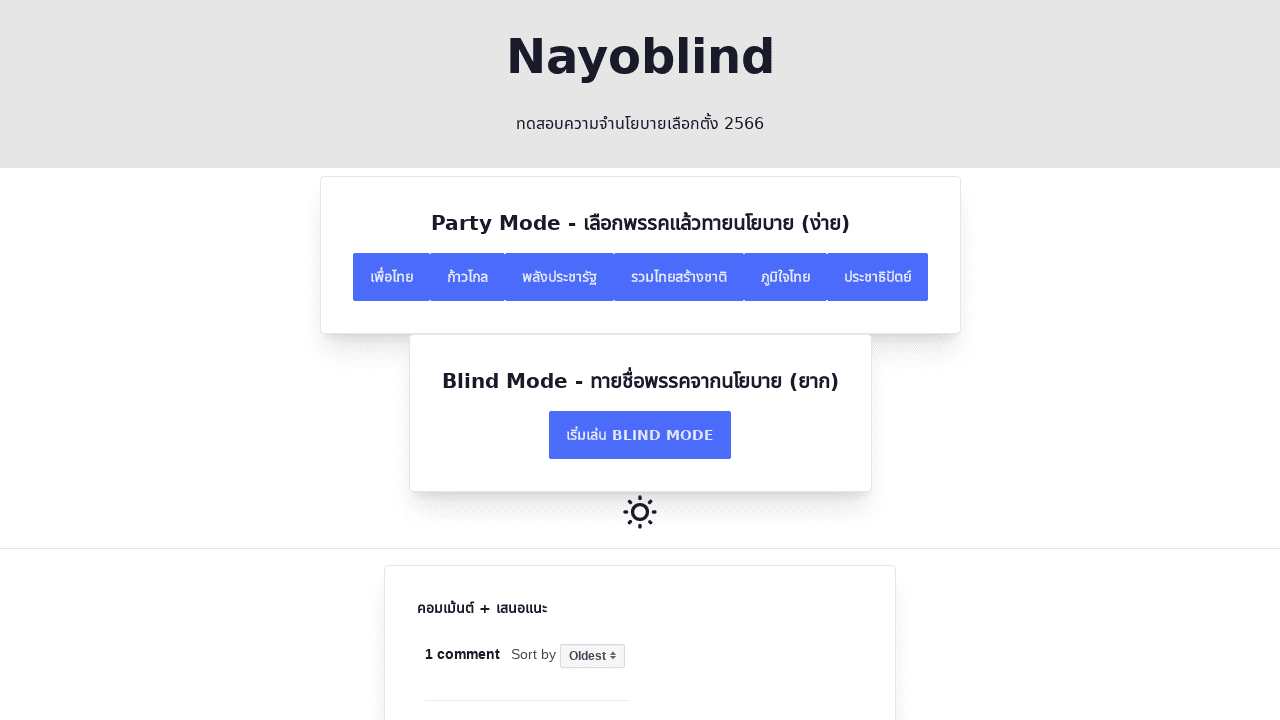 Nayoblind
ทดสอบความจำนโยบายเลือกตั้ง 2566
Party Mode - เลือกพรรคแล้วทายนโยบาย (ง่าย)
เพื่อไทย ก้าวไกล พลังประชารัฐ รวมไทยสร้างชาติ ภูมิใจไทย ประชาธิปัตย์
Blind Mode - ทายชื่อพรรคจากนโยบาย (ยาก)
เริ่มเล่น BLIND MODE
คอมเม้นต์ + เสนอแนะ
1 comment Sort by Oldest